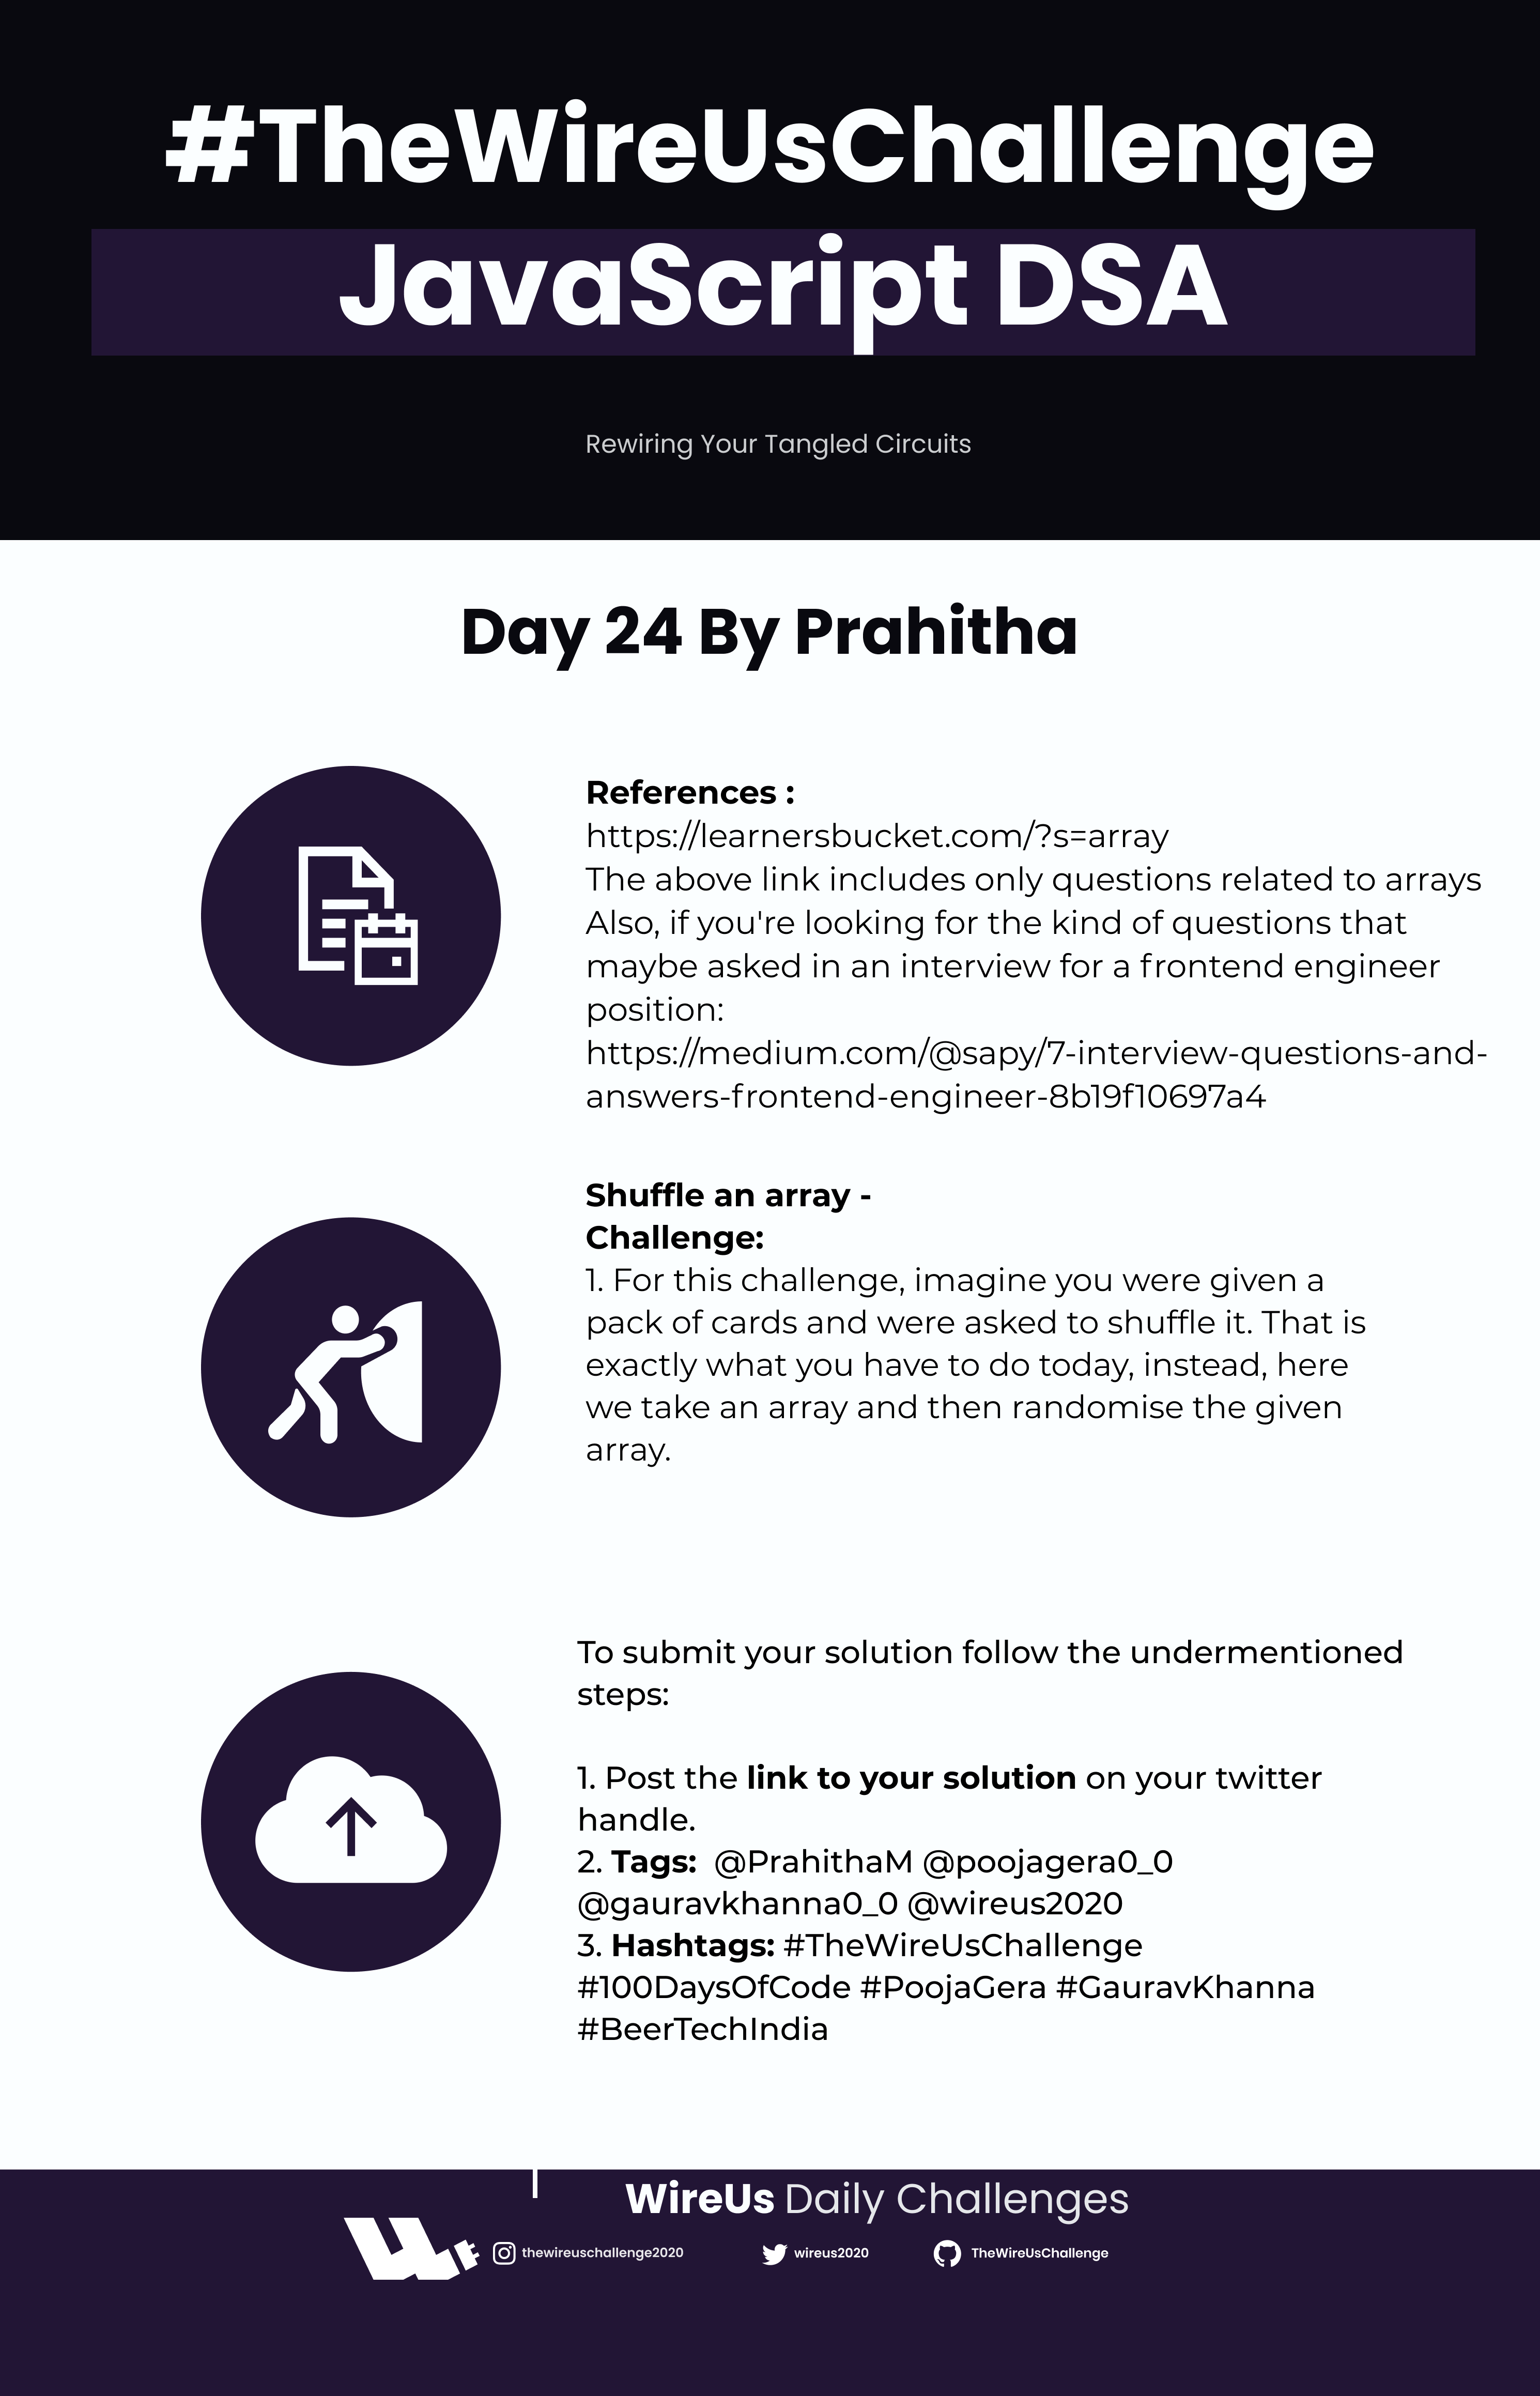 #TheWireUsChallenge
JavaScript DSA
Rewiring Your Tangled Circuits
Day 24 By Prahitha
References :
https://learnersbucket.com/?s=array
The above link includes only questions related to arrays
Also, if you're looking for the kind of questions that
maybe asked in an interview for a frontend engineer
position:
https://medium.com/@sapy/7-interview-questions-and-
answers-frontend-engineer-8b19f10697a4
Shuffle an array -
Challenge:
1. For this challenge, imagine you were given a
pack of cards and were asked to shuffle it. That is
exactly what you have to do today, instead, here
we take an array and then randomise the given
array.
To submit your solution follow the undermentioned
steps:
1. Post the link to your solution on your twitter
handle.
2. Tags:  @PrahithaM @poojagera0_0
@gauravkhanna0_0 @wireus2020
3. Hashtags: #TheWireUsChallenge
#100DaysOfCode #PoojaGera #GauravKhanna
#BeerTechIndia
WireUs Daily Challenges
thewireuschallenge2020 wireus2020 TheWireUsChallenge